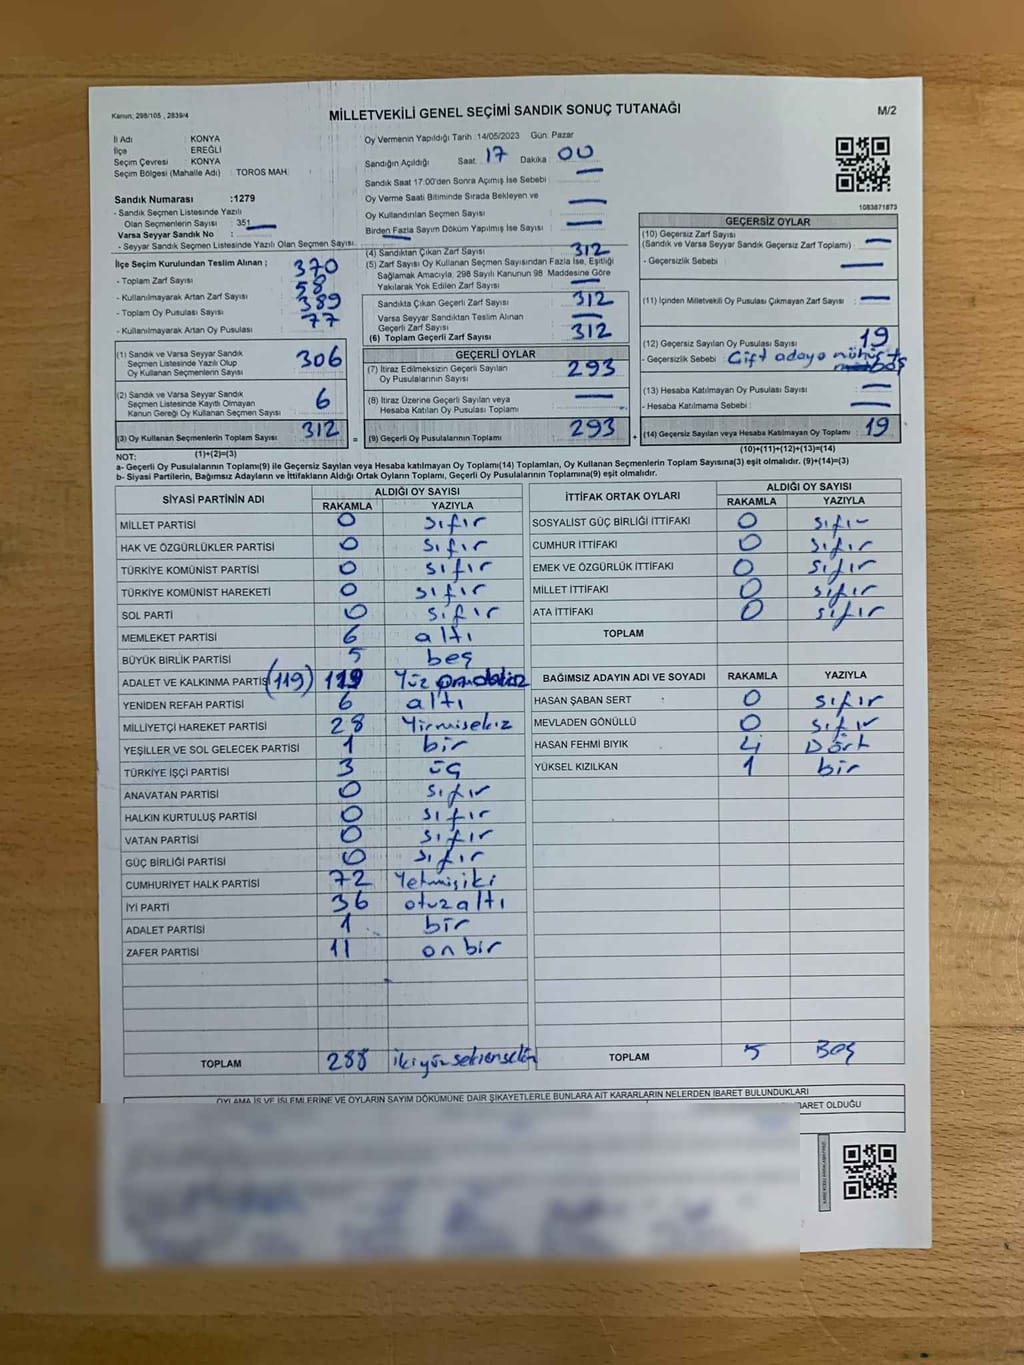 Kanun; 298/105 , 2839/4
MİLLETVEKİLİ GENEL SEÇİMİ SANDIK SONUÇ TUTANAĞI
M/2
İl Adı : KONYA
İlçe : EREĞLİ
Seçim Çevresi : KONYA
Seçim Bölgesi (Mahalle Adı) : TOROS MAH.
Sandık Numarası :1279
- Sandık Seçmen Listesinde Yazılı
Olan Seçmenlerin Sayısı : 351
Varsa Seyyar Sandık No :
- Seyyar Sandık Seçmen Listesinde Yazılı Olan Seçmen Sayısı
Oy Vermenin Yapıldığı Tarih :14/05/2023 Gün: Pazar
Sandığın Açıldığı Saat: 17 Dakika : 00
Sandık Saat 17:00'den Sonra Açımış İse Sebebi : —
Oy Verme Saati Bitiminde Sırada Bekleyen ve
Oy Kullandırılan Seçmen Sayısı —
Birden Fazla Sayım Döküm Yapılmış İse Sayısı : —
1083871873
İlçe Seçim Kurulundan Teslim Alınan ;
- Toplam Zarf Sayısı : 370
- Kullanılmayarak Artan Zarf Sayısı : 58
- Toplam Oy Pusulası Sayısı : 389
- Kullanılmayarak Artan Oy Pusulası : 77
(1) Sandık ve Varsa Seyyar Sandık
Seçmen Listesinde Yazılı Olup
Oy Kullanan Seçmenlerin Sayısı 306
(2) Sandık ve Varsa Seyyar Sandık
Seçmen Listesinde Kayıtlı Olmayan
Kanun Gereği Oy Kullanan Seçmen Sayısı 6
(3) Oy Kullanan Seçmenlerin Toplam Sayısı 312 =
(4) Sandıktan Çıkan Zarf Sayısı : 312
(5) Zarf Sayısı Oy Kullanan Seçmen Sayısından Fazla İse, Eşitliği
Sağlamak Amacıyla, 298 Sayılı Kanunun 98. Maddesine Göre
Yakılarak Yok Edilen Zarf Sayısı : —
Sandıkta Çıkan Geçerli Zarf Sayısı : 312
Varsa Seyyar Sandıktan Teslim Alınan
Geçerli Zarf Sayısı : —
(6) Toplam Geçerli Zarf Sayısı : 312
GEÇERLİ OYLAR
(7) İtiraz Edilmeksizin Geçerli Sayılan
Oy Pusulalarının Sayısı : 293
(8) İtiraz Üzerine Geçerli Sayılan veya
Hesaba Katılan Oy Pusulası Toplamı : —
(9) Geçerli Oy Pusulalarının Toplamı : 293 +
GEÇERSİZ OYLAR
(10) Geçersiz Zarf Sayısı
(Sandık ve Varsa Seyyar Sandık Geçersiz Zarf Toplamı) : —
- Geçersizlik Sebebi : —
(11) İçinden Milletvekili Oy Pusulası Çıkmayan Zarf Sayısı : —
(12) Geçersiz Sayılan Oy Pusulası Sayısı : 19
- Geçersizlik Sebebi : Çift adaya
(13) Hesaba Katılmayan Oy Pusulası Sayısı : —
- Hesaba Katılmama Sebebi : —
(14) Geçersiz Sayılan veya Hesaba Katılmayan Oy Toplamı : 19
NOT: (1)+(2)=(3)
(10)+(11)+(12)+(13)=(14)
a- Geçerli Oy Pusulalarının Toplamı(9) ile Geçersiz Sayılan veya Hesaba katılmayan Oy Toplamı(14) Toplamları, Oy Kullanan Seçmenlerin Toplam Sayısına(3) eşit olmalıdır. (9)+(14)=(3)
b- Siyasi Partilerin, Bağımsız Adayların ve İttifakların Aldığı Ortak Oyların Toplamı, Geçerli Oy Pusulalarının Toplamına(9) eşit olmalıdır.
SİYASİ PARTİNİN ADI ALDIĞI OY SAYISI
RAKAMLA YAZIYLA
MİLLET PARTİSİ 0 sıfır
HAK VE ÖZGÜRLÜKLER PARTİSİ 0 sıfır
TÜRKİYE KOMÜNİST PARTİSİ 0 sıfır
TÜRKİYE KOMÜNİST HAREKETİ 0 sıfır
SOL PARTİ 0 sıfır
MEMLEKET PARTİSİ 6 altı
BÜYÜK BİRLİK PARTİSİ 5 beş
ADALET VE KALKINMA PARTİSİ (119) 119 Yüz
YENİDEN REFAH PARTİSİ 6 altı
MİLLİYETÇİ HAREKET PARTİSİ 28 Yirmisekiz
YEŞİLLER VE SOL GELECEK PARTİSİ 1 bir
TÜRKİYE İŞÇİ PARTİSİ 3 üç
ANAVATAN PARTİSİ 0 sıfır
HALKIN KURTULUŞ PARTİSİ 0 sıfır
VATAN PARTİSİ 0 sıfır
GÜÇ BİRLİĞİ PARTİSİ 0 sıfır
CUMHURİYET HALK PARTİSİ 72 Yetmişiki
İYİ PARTİ 36 otuzaltı
ADALET PARTİSİ 1 bir
ZAFER PARTİSİ 11 onbir
TOPLAM 288 ikiyüzseksensekiz
İTTİFAK ORTAK OYLARI ALDIĞI OY SAYISI
RAKAMLA YAZIYLA
SOSYALİST GÜÇ BİRLİĞİ İTTİFAKI 0 sıfır
CUMHUR İTTİFAKI 0 sıfır
EMEK VE ÖZGÜRLÜK İTTİFAKI 0 sıfır
MİLLET İTTİFAKI 0 sıfır
ATA İTTİFAKI 0 sıfır
TOPLAM
BAĞIMSIZ ADAYIN ADI VE SOYADI RAKAMLA YAZIYLA
HASAN ŞABAN SERT 0 sıfır
MEVLADEN GÖNÜLLÜ 0 sıfır
HASAN FEHMİ BIYIK 4 Dört
YÜKSEL KIZILKAN 1 bir
TOPLAM 5 Beş
OYLAMA İŞ VE İŞLEMLERİNE VE OYLARIN SAYIM DÖKÜMÜNE DAİR ŞİKAYETLERLE BUNLARA AİT KARARLARIN NELERDEN İBARET BULUNDUKLARI
İBARET OLDUĞU